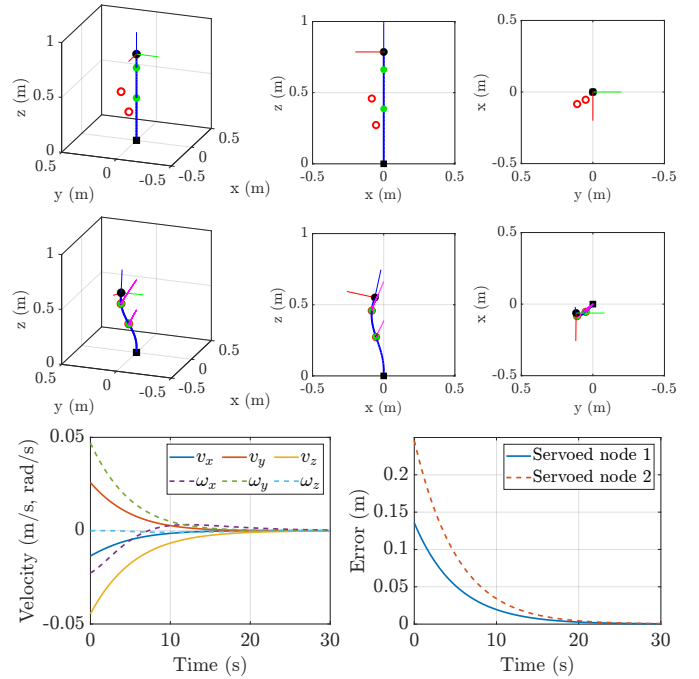 1
0.5
0
z (m)
0.5
0
-0.5
y (m)
0.5
0
-0.5
x (m)
1
0.5
0
z (m)
-0.5
0
0.5
x (m)
0.5
0
-0.5
x (m)
-0.5
0
0.5
y (m)
1
0.5
0
z (m)
0.5
0
-0.5
y (m)
0.5
0
-0.5
x (m)
1
0.5
0
z (m)
-0.5
0
0.5
x (m)
0.5
0
-0.5
x (m)
-0.5
0
0.5
y (m)
0.05
0
-0.05
Velocity (m/s, rad/s)
v_x v_y v_z
ω_x ω_y ω_z
0 10 20 30
Time (s)
0.2
0.15
0.1
0.05
0
Error (m)
Servoed node 1
Servoed node 2
0 10 20 30
Time (s)